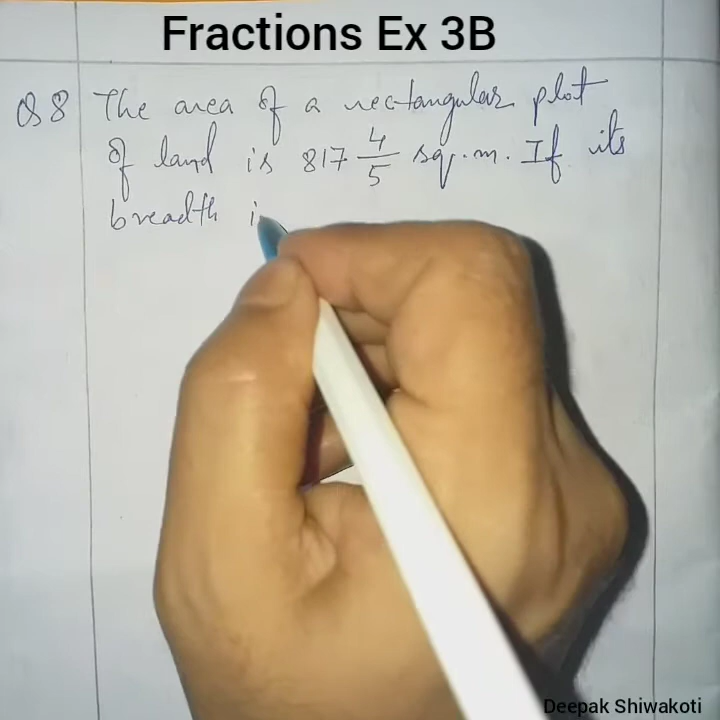 Fractions Ex 3B
Q8 The area of a rectangular plot
of land is 817 4/5 sq. m. If its
breadth i
Deepak Shiwakoti